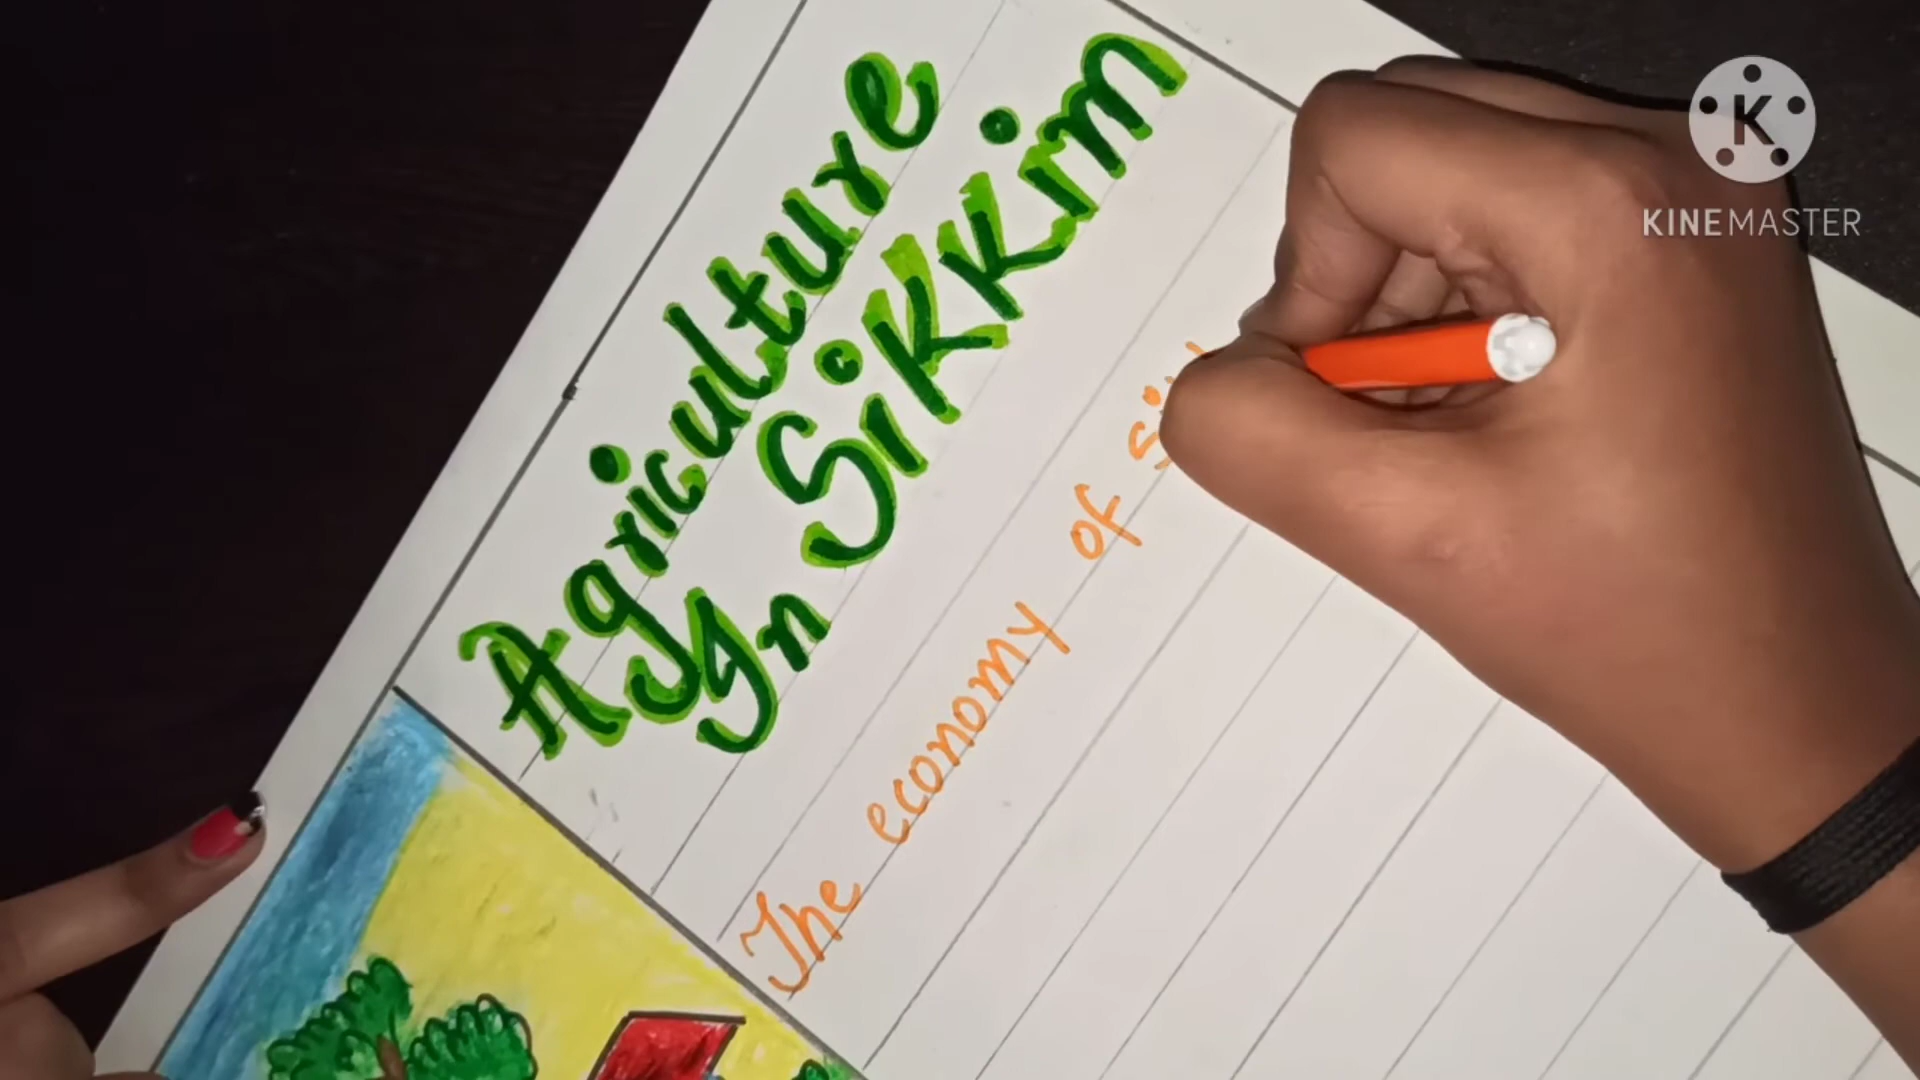 Agriculture
In Sikkim
The economy of
K
KINEMASTER